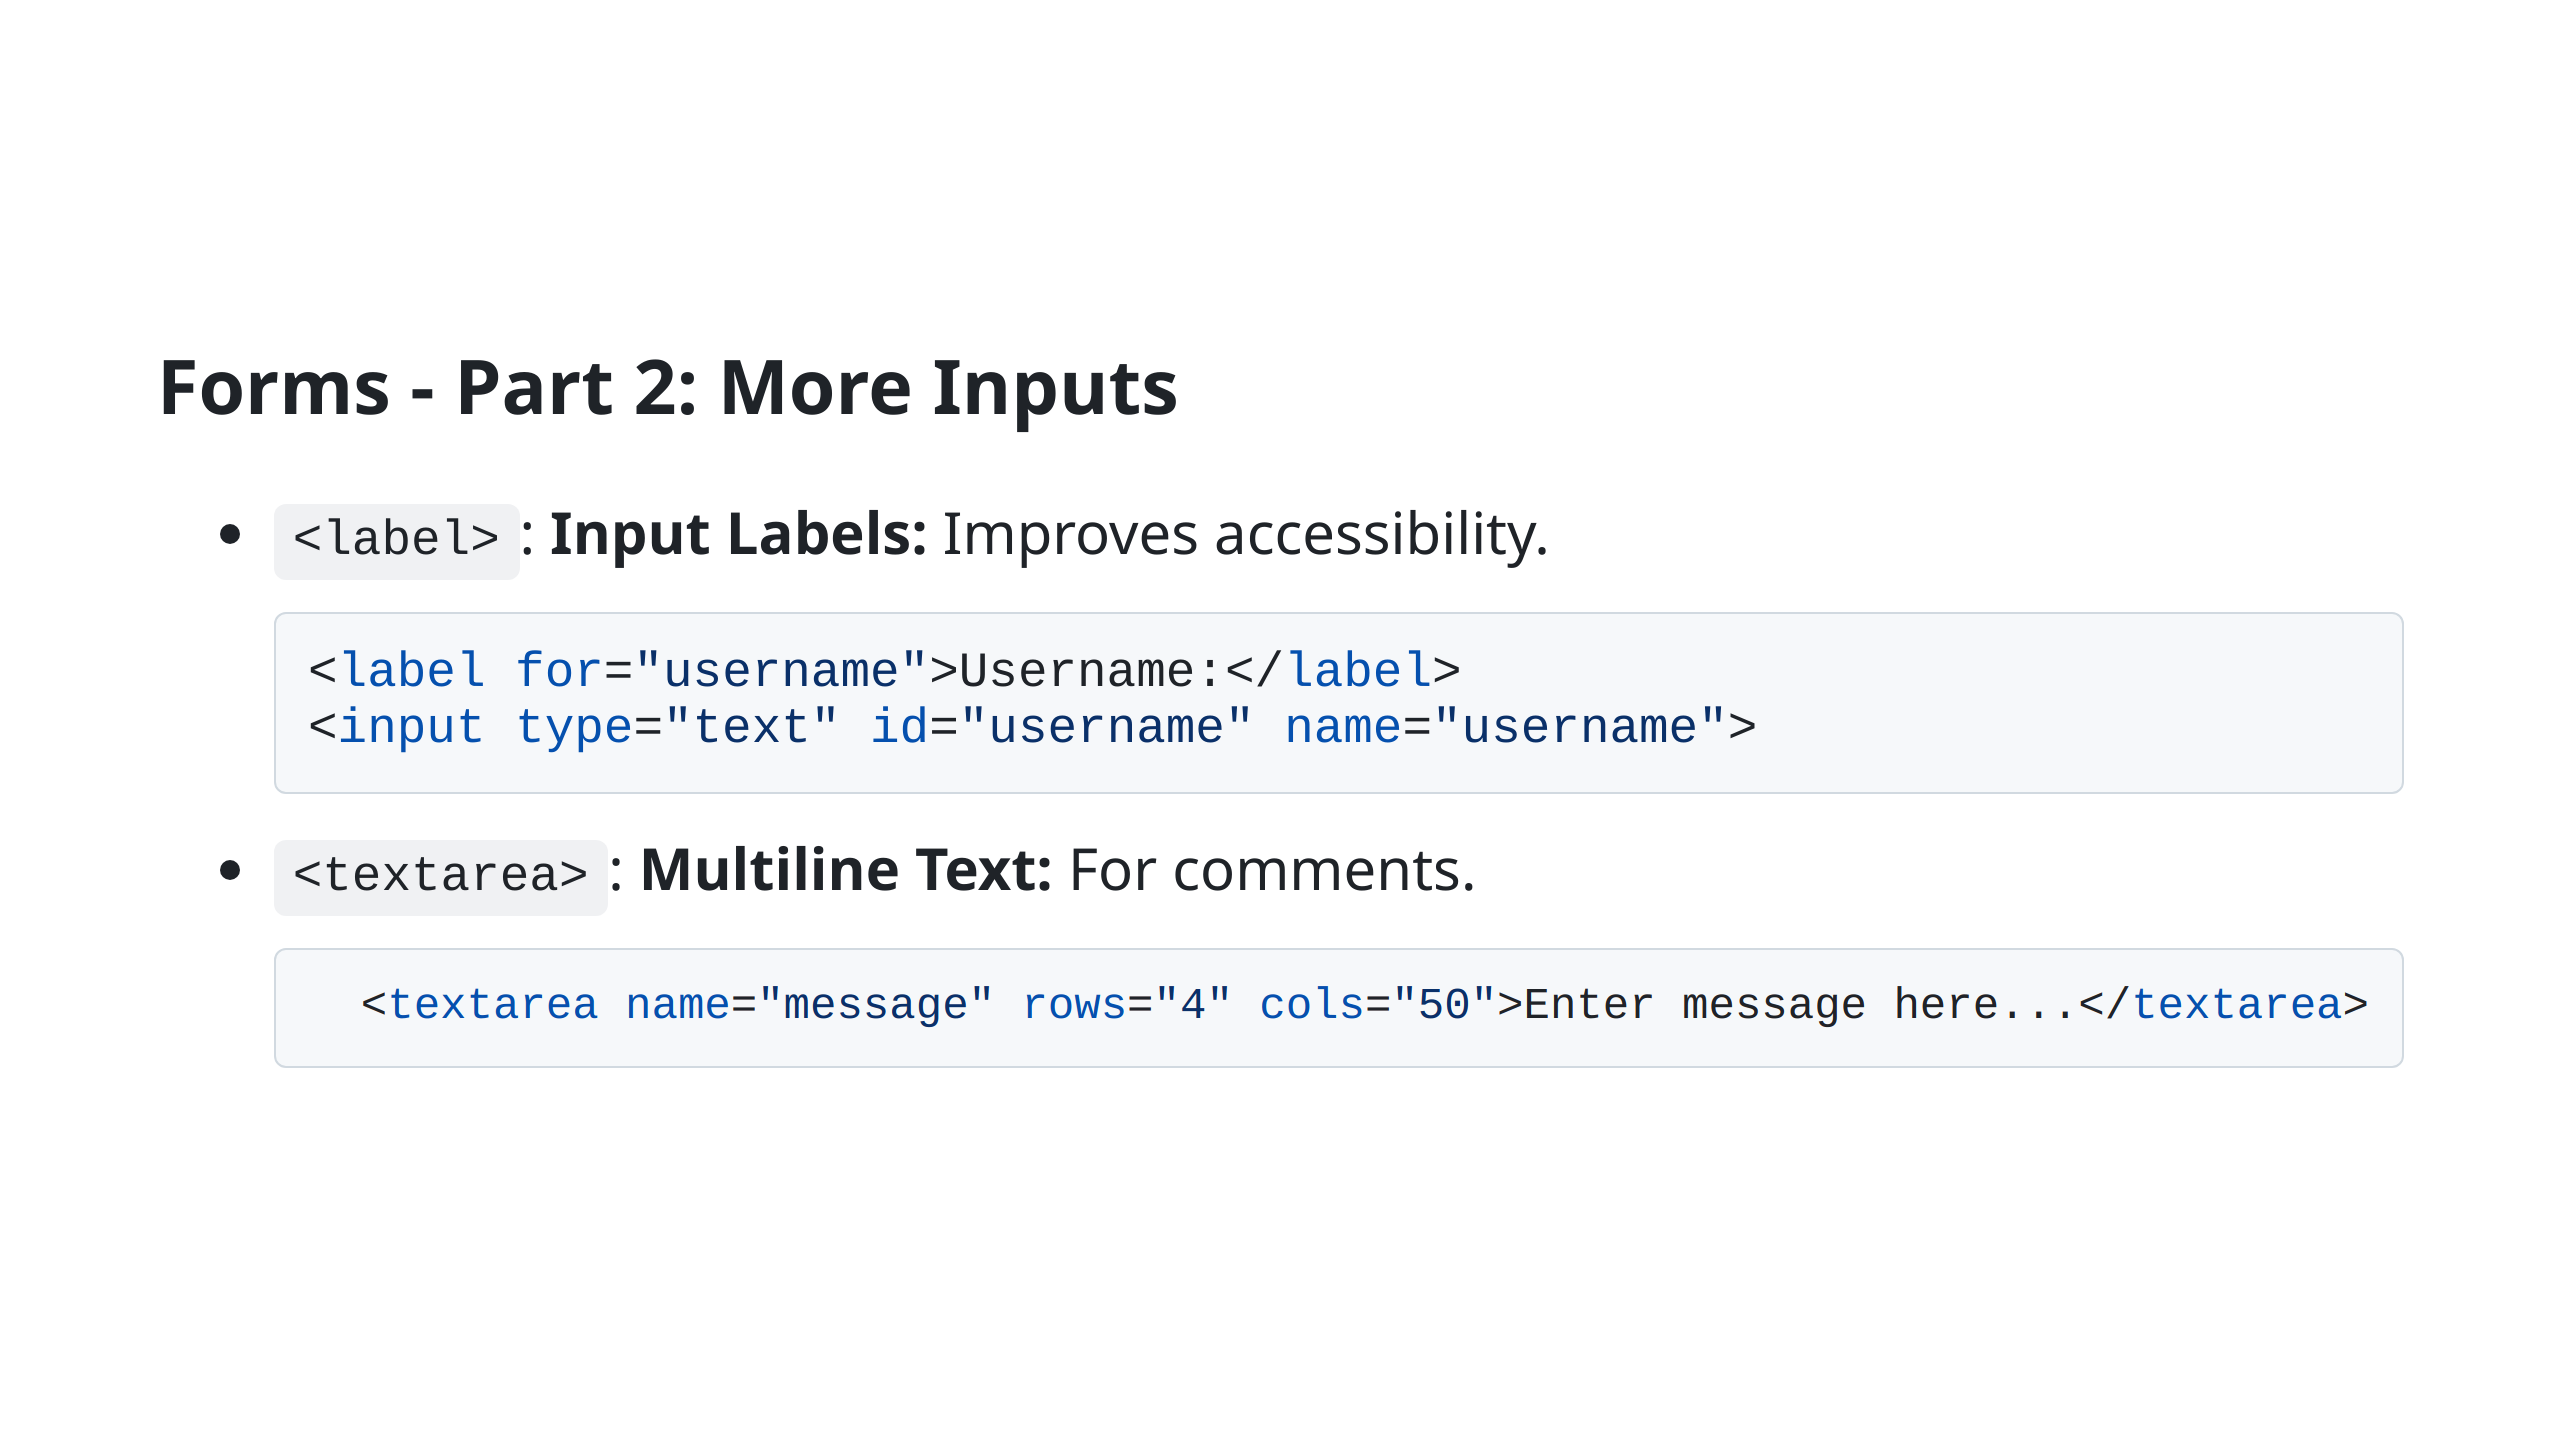 Forms - Part 2: More Inputs
<label>: Input Labels: Improves accessibility.
<label for="username">Username:</label>
<input type="text" id="username" name="username">
<textarea>: Multiline Text: For comments.
<textarea name="message" rows="4" cols="50">Enter message here...</textarea>